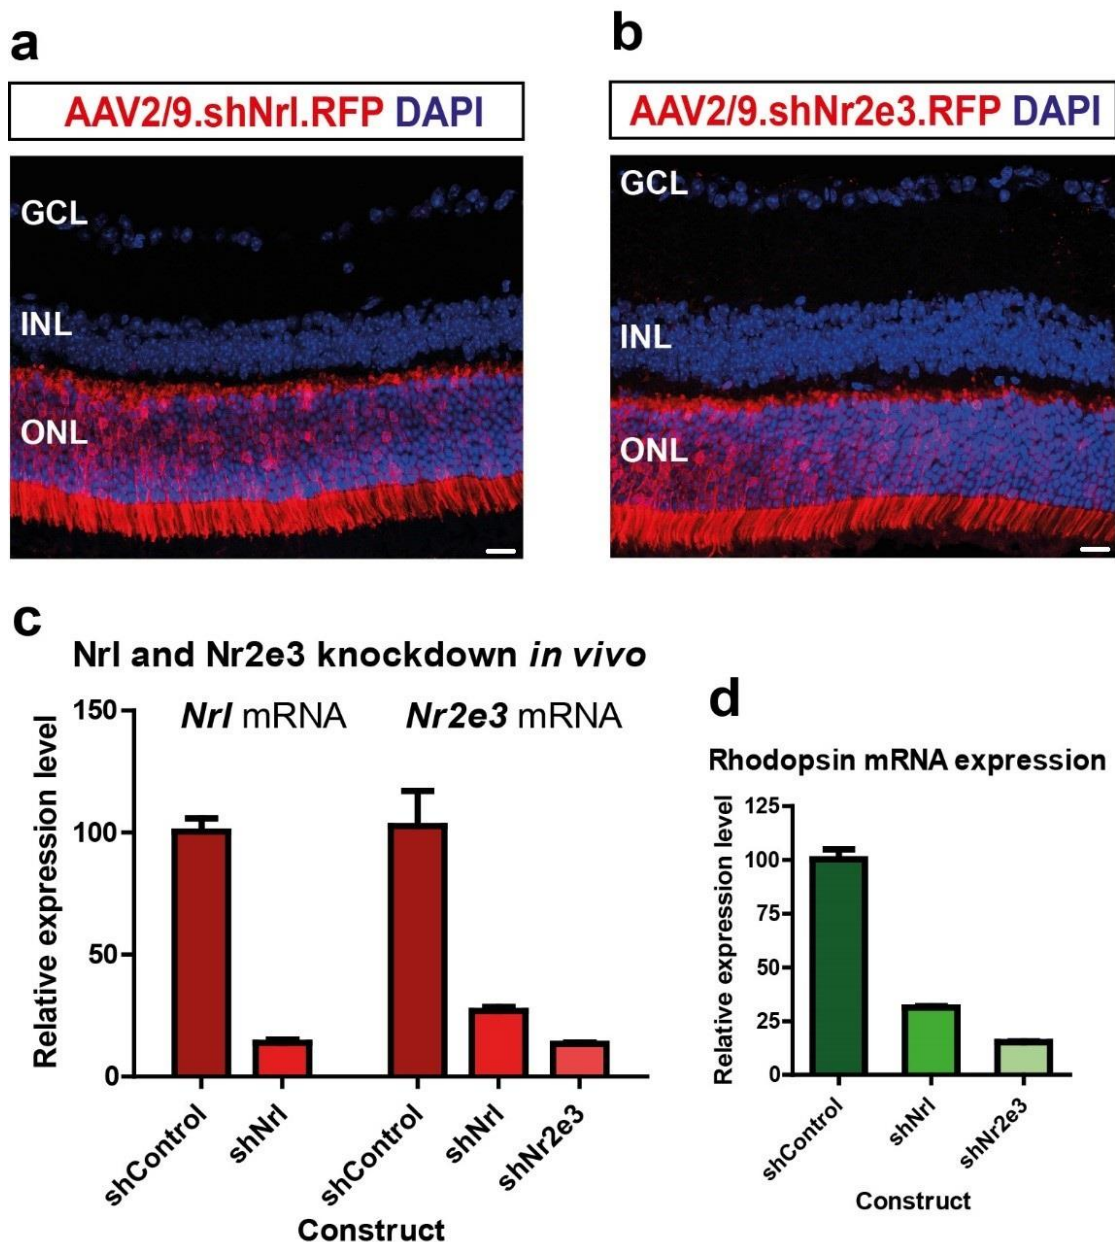 a
AAV2/9.shNrl.RFP DAPI
GCL
INL
ONL
b
AAV2/9.shNr2e3.RFP DAPI
GCL
INL
ONL
c
Nrl and Nr2e3 knockdown in vivo
Nrl mRNA
Nr2e3 mRNA
Relative expression level
150
100
50
0
shControl
shNrl
shControl
shNrl
shNr2e3
Construct
d
Rhodopsin mRNA expression
Relative expression level
125
100
75
50
25
0
shControl
shNrl
shNr2e3
Construct